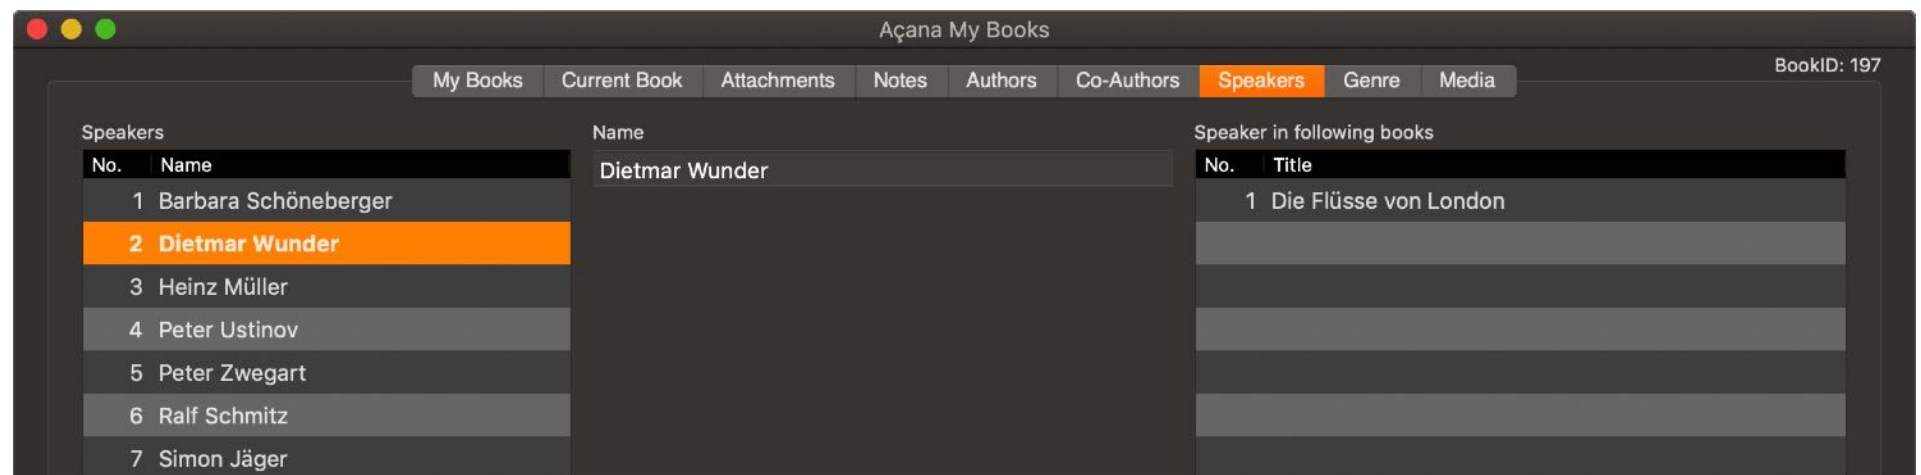 Açana My Books
BookID: 197
My Books Current Book Attachments Notes Authors Co-Authors Speakers Genre Media
Speakers
No. Name
1 Barbara Schöneberger
2 Dietmar Wunder
3 Heinz Müller
4 Peter Ustinov
5 Peter Zwegart
6 Ralf Schmitz
7 Simon Jäger
Name
Dietmar Wunder
Speaker in following books
No. Title
1 Die Flüsse von London